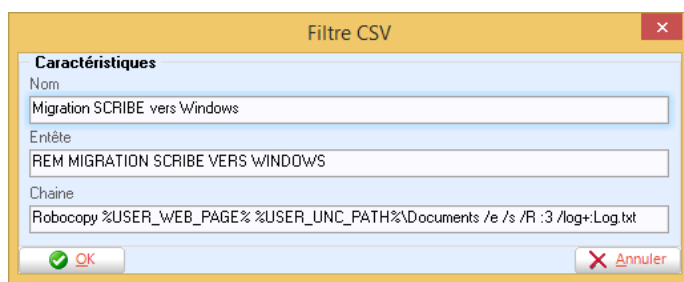 Filtre CSV
Caractéristiques
Nom
Migration SCRIBE vers Windows
Entête
REM MIGRATION SCRIBE VERS WINDOWS
Chaine
Robocopy %USER_WEB_PAGE% %USER_UNC_PATH%\Documents /e /s /R :3 /log+:Log.txt
OK Annuler